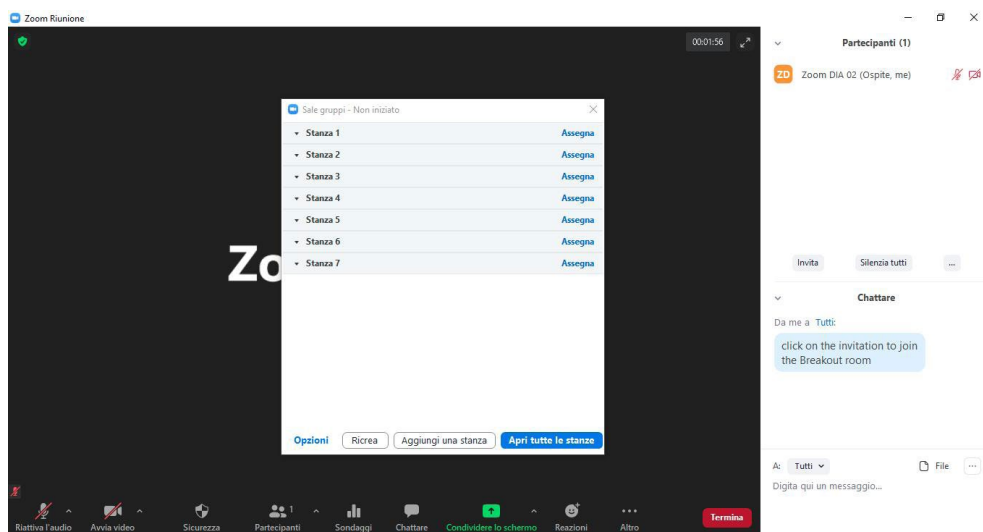 Zoom Riunione
00:01:56
Zo
Sale gruppi - Non iniziato
Stanza 1 Assegna
Stanza 2 Assegna
Stanza 3 Assegna
Stanza 4 Assegna
Stanza 5 Assegna
Stanza 6 Assegna
Stanza 7 Assegna
Opzioni Ricrea Aggiungi una stanza Apri tutte le stanze
Riattiva l'audio Avvia video Sicurezza Partecipanti 1 Sondaggi Chattare Condividere lo schermo Reazioni Altro Termina
Partecipanti (1)
ZD Zoom DIA 02 (Ospite, me)
Invita Silenzia tutti ...
Chattare
Da me a Tutti:
click on the invitation to join
the Breakout room
A: Tutti File ...
Digita qui un messaggio...